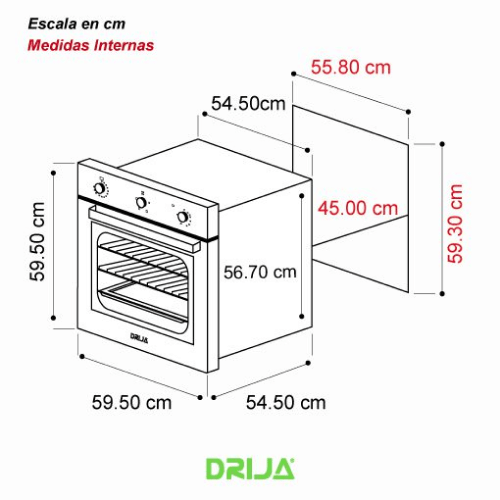 Escala en cm
Medidas Internas
55.80 cm
54.50cm
59.50 cm
45.00 cm
59.30 cm
56.70 cm
DRIJA
59.50 cm
54.50 cm
DRIJA